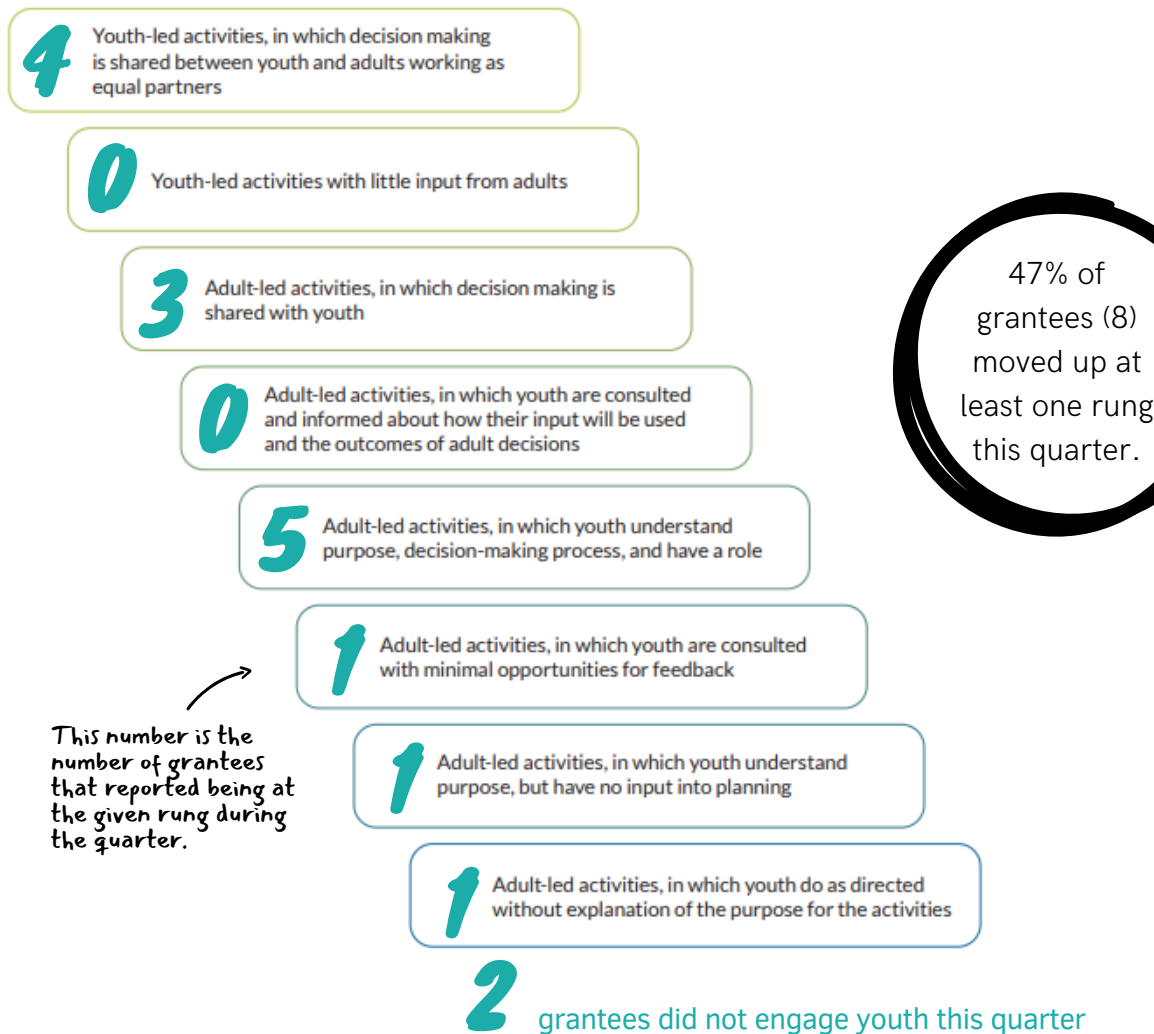 4
Youth-led activities, in which decision making
is shared between youth and adults working as
equal partners
0
Youth-led activities with little input from adults
3
Adult-led activities, in which decision making is
shared with youth
47% of
grantees (8)
moved up at
least one rung
this quarter.
0
Adult-led activities, in which youth are consulted
and informed about how their input will be used
and the outcomes of adult decisions
5
Adult-led activities, in which youth understand
purpose, decision-making process, and have a role
1
Adult-led activities, in which youth are consulted
with minimal opportunities for feedback
This number is the
number of grantees
that reported being at
the given rung during
the quarter.
1
Adult-led activities, in which youth understand
purpose, but have no input into planning
1
Adult-led activities, in which youth do as directed
without explanation of the purpose for the activities
2 grantees did not engage youth this quarter